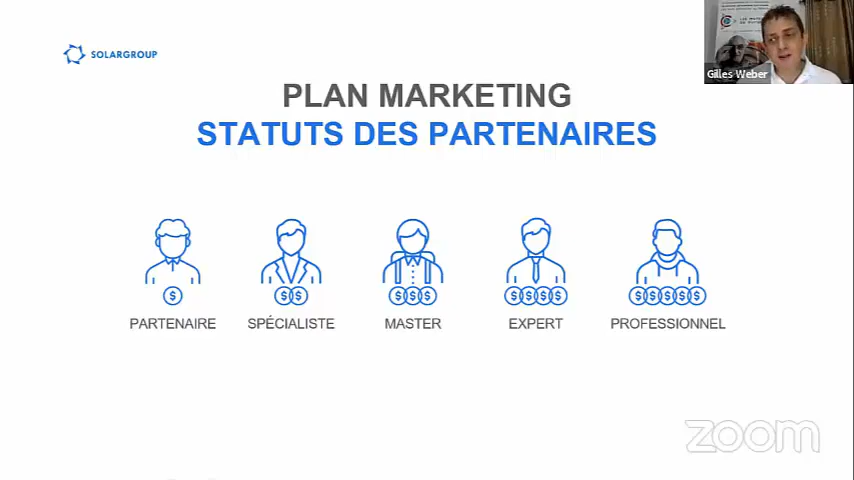 SOLARGROUP
Gilles Weber
PLAN MARKETING
STATUTS DES PARTENAIRES
$ $$ $$$ $$$$ $$$$$
PARTENAIRE SPÉCIALISTE MASTER EXPERT PROFESSIONNEL
zoom